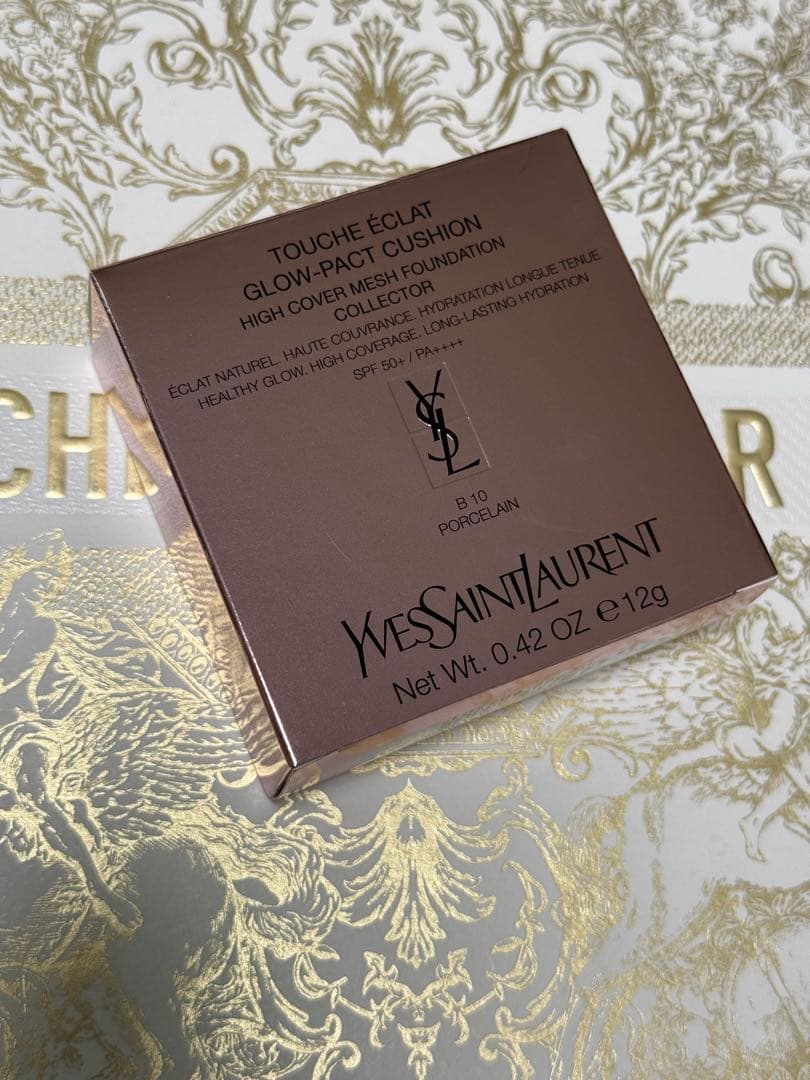 TOUCHE ÉCLAT
GLOW-PACT CUSHION
HIGH COVER MESH FOUNDATION
COLLECTOR
ÉCLAT NATUREL. HAUTE COUVRANCE. HYDRATATION LONGUE TENUE
HEALTHY GLOW. HIGH COVERAGE. LONG-LASTING HYDRATION
SPF 50+ / PA++++
YSL
B 10
PORCELAIN
YVESSAINTLAURENT
Net Wt. 0.42 OZ ℮12g
CH
R